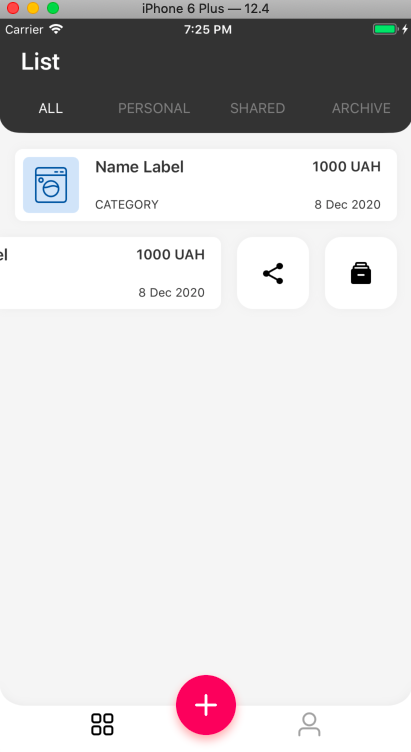 iPhone 6 Plus — 12.4
Carrier 7:25 PM
List
ALL PERSONAL SHARED ARCHIVE
Name Label 1000 UAH
CATEGORY 8 Dec 2020
el 1000 UAH
8 Dec 2020